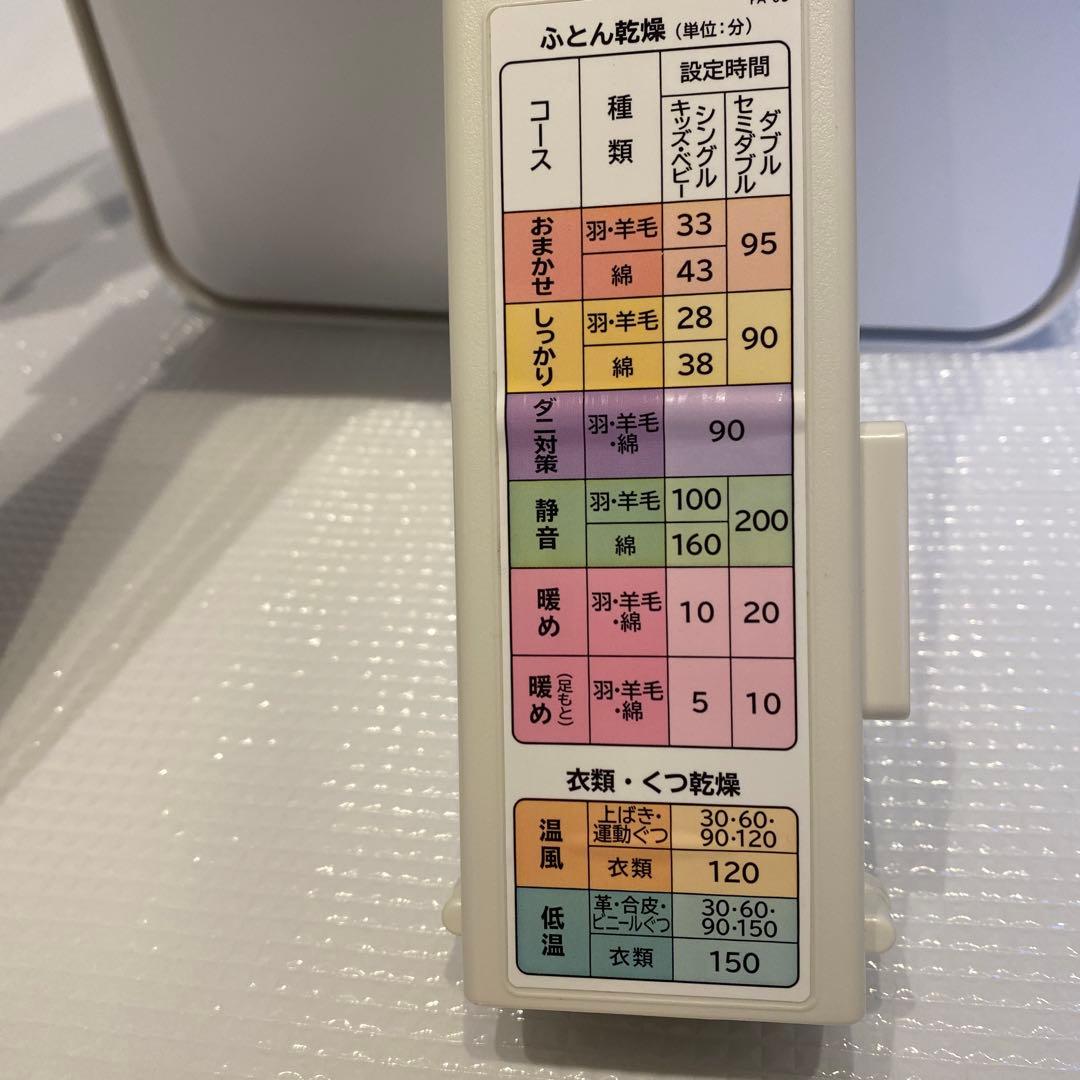 ふとん乾燥(単位:分)
コース 種類 設定時間
シングル
キッズ・ベビー
ダブル
セミダブル
おまかせ 羽・羊毛 33 95
綿 43
しっかり 羽・羊毛 28 90
綿 38
ダニ対策 羽・羊毛
・綿 90
静音 羽・羊毛 100 200
綿 160
暖め 羽・羊毛
・綿 10 20
暖め(足もと) 羽・羊毛
・綿 5 10
衣類・くつ乾燥
温風 上ばき・
運動ぐつ 30・60・
90・120
衣類 120
低温 革・合皮・
ビニールぐつ 30・60・
90・150
衣類 150